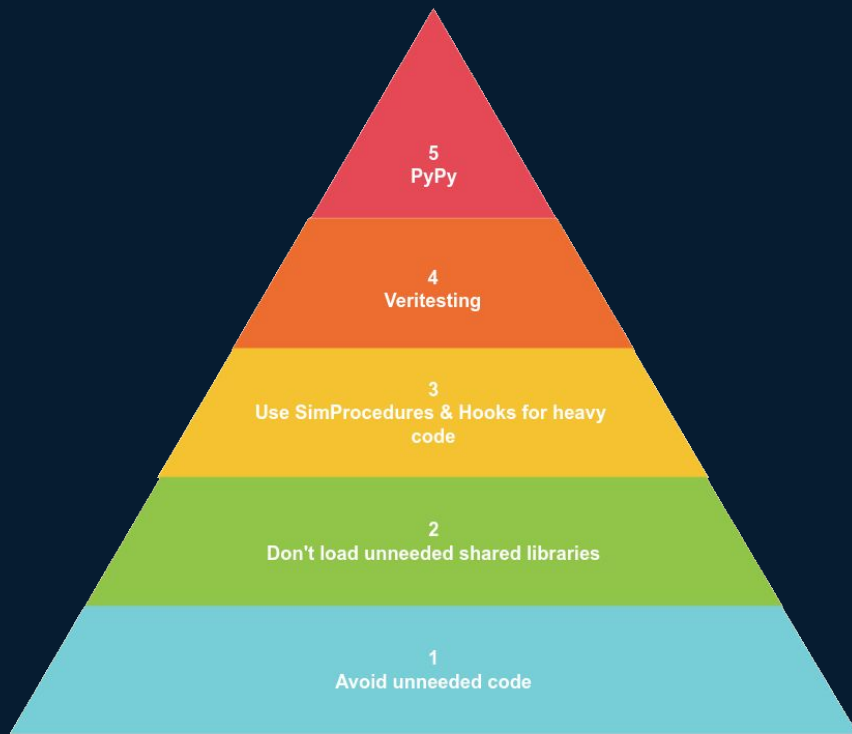 5
PyPy
4
Veritesting
3
Use SimProcedures & Hooks for heavy
code
2
Don't load unneeded shared libraries
1
Avoid unneeded code